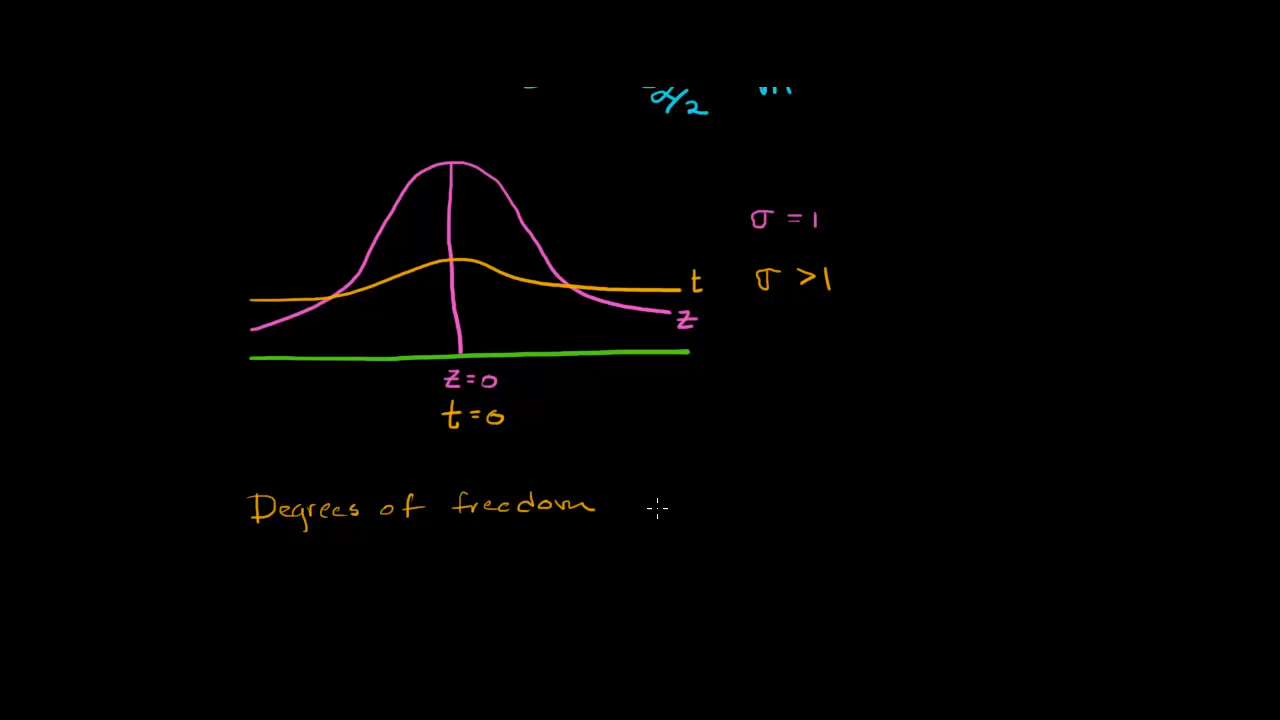 α/2
σ = 1
t σ > 1
z
z = 0
t = 0
Degrees of freedom